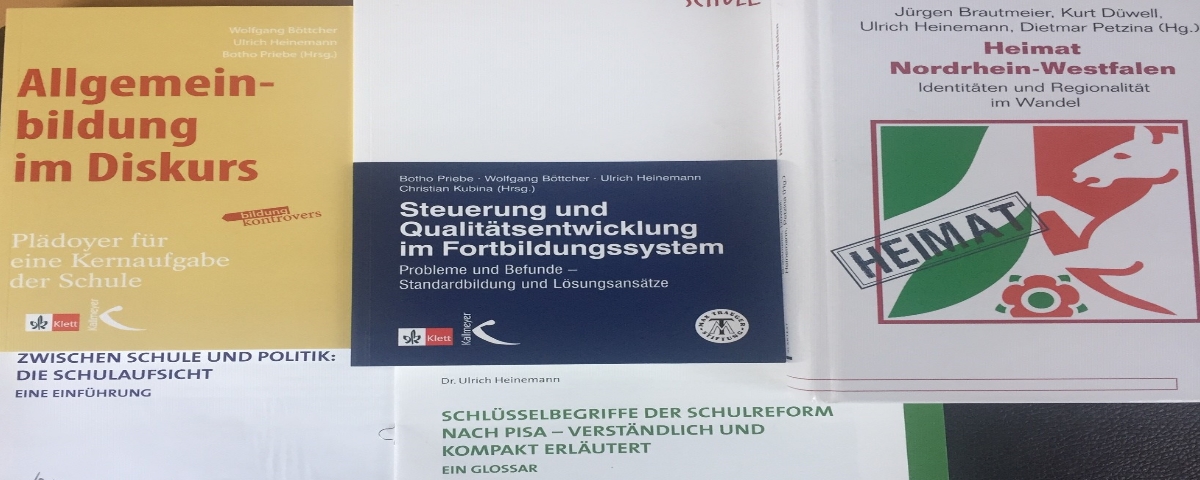 Wolfgang Böttcher
Ulrich Heinemann
Botho Priebe (Hrsg.)
Allgemein-
bildung
im Diskurs
bildung
kontrovers
Plädoyer für
eine Kernaufgabe
der Schule
Klett
Kallmeyer
ZWISCHEN SCHULE UND POLITIK:
DIE SCHULAUFSICHT
EINE EINFÜHRUNG
SCHULE
Botho Priebe · Wolfgang Böttcher · Ulrich Heinemann
Christian Kubina (Hrsg.)
Steuerung und
Qualitätsentwicklung
im Fortbildungssystem
Probleme und Befunde –
Standardbildung und Lösungsansätze
Klett
Kallmeyer
MAX TRAEGER
STIFTUNG
Dr. Ulrich Heinemann
SCHLÜSSELBEGRIFFE DER SCHULREFORM
NACH PISA – VERSTÄNDLICH UND
KOMPAKT ERLÄUTERT
EIN GLOSSAR
Jürgen Brautmeier, Kurt Düwell,
Ulrich Heinemann, Dietmar Petzina (Hg.)
Heimat
Nordrhein-Westfalen
Identitäten und Regionalität
im Wandel
HEIMAT